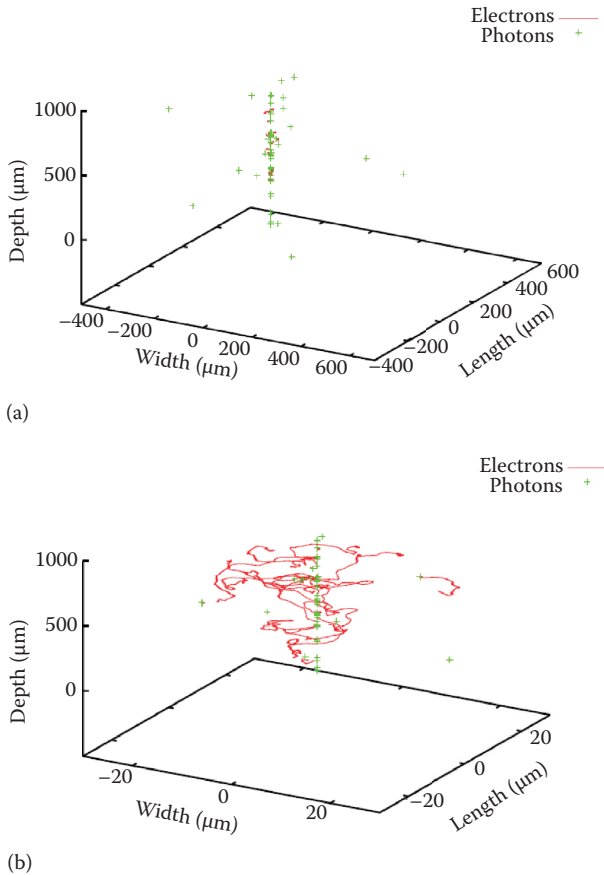 Electrons
Photons
1000
500
0
Depth (μm)
−400
−200
0
200
400
600
Width (μm)
−400
−200
0
200
400
600
Length (μm)
(a)
Electrons
Photons
1000
500
0
Depth (μm)
−20
0
20
Width (μm)
−20
0
20
Length (μm)
(b)